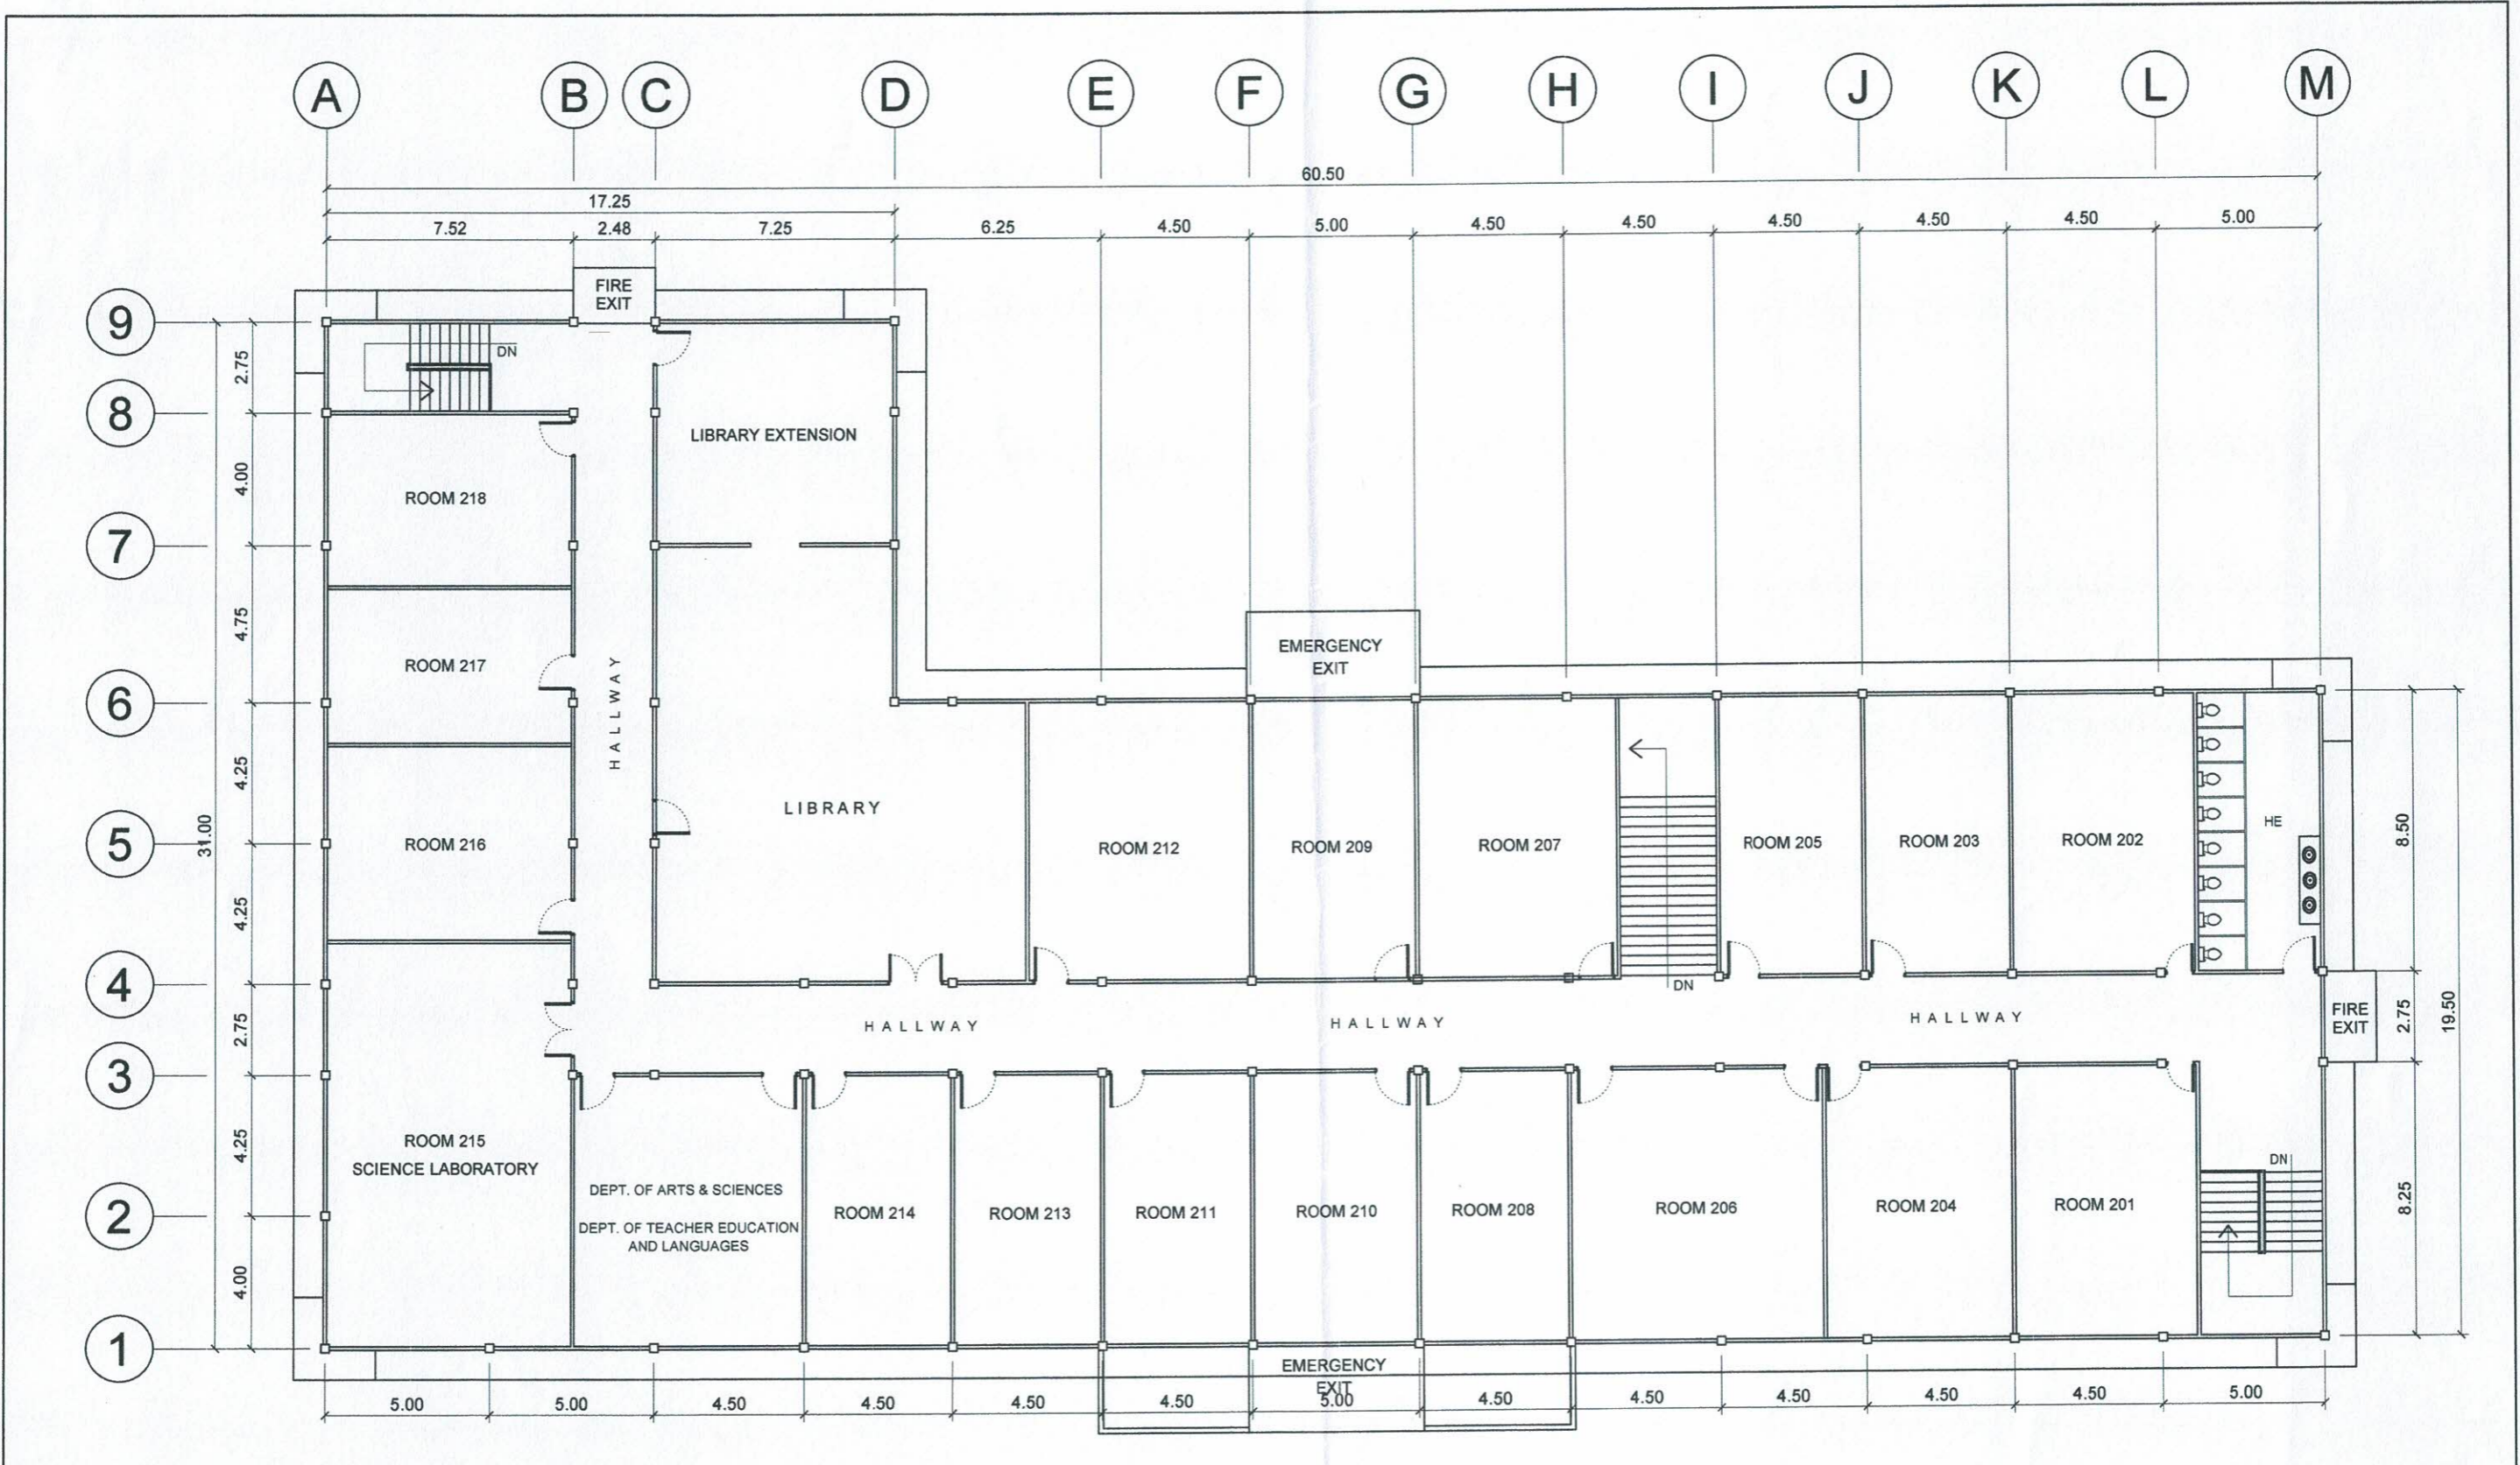 A B C D E F G H I J K L M
60.50
17.25
7.52 2.48 7.25 6.25 4.50 5.00 4.50 4.50 4.50 4.50 4.50 5.00
FIRE
EXIT
9
8
7
6
5
4
3
2
1
2.75
4.00
4.75
4.25
4.25
2.75
4.25
4.00
31.00
DN
LIBRARY EXTENSION
ROOM 218
ROOM 217
HALLWAY
ROOM 216
LIBRARY
EMERGENCY
EXIT
ROOM 212
ROOM 209
ROOM 207
DN
ROOM 205
ROOM 203
ROOM 202
HE
8.50
2.75
19.50
8.25
FIRE
EXIT
HALLWAY
HALLWAY
HALLWAY
ROOM 215
SCIENCE LABORATORY
DEPT. OF ARTS & SCIENCES
DEPT. OF TEACHER EDUCATION
AND LANGUAGES
ROOM 214
ROOM 213
ROOM 211
ROOM 210
ROOM 208
ROOM 206
ROOM 204
ROOM 201
DN
EMERGENCY
EXIT
5.00 5.00 4.50 4.50 4.50 4.50 5.00 4.50 4.50 4.50 4.50 4.50 5.00